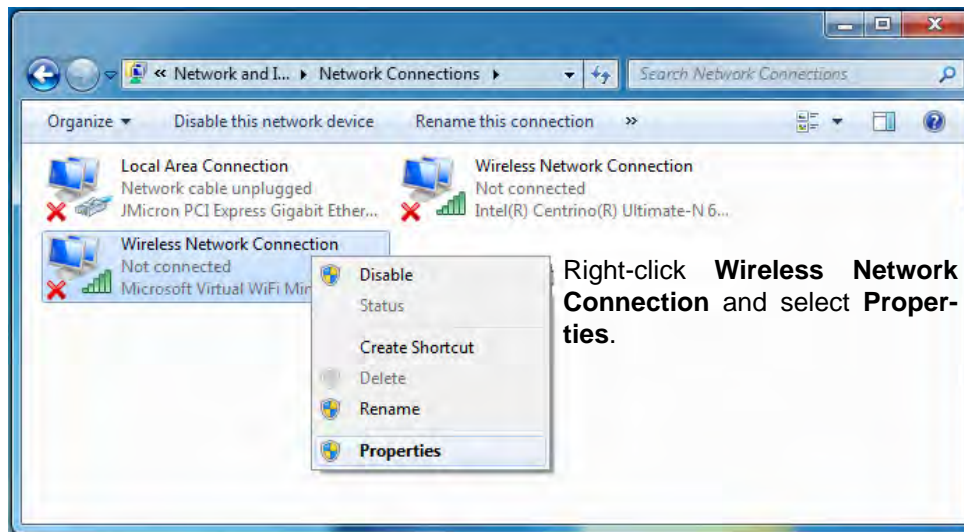 « Network and I... ▸ Network Connections ▸
Search Network Connections
Organize ▾ Disable this network device Rename this connection »
Local Area Connection
Network cable unplugged
JMicron PCI Express Gigabit Ether...
Wireless Network Connection
Not connected
Intel(R) Centrino(R) Ultimate-N 6...
Wireless Network Connection
Not connected
Microsoft Virtual WiFi Min
Disable
Status
Create Shortcut
Delete
Rename
Properties
Right-click Wireless Network
Connection and select Proper-
ties.